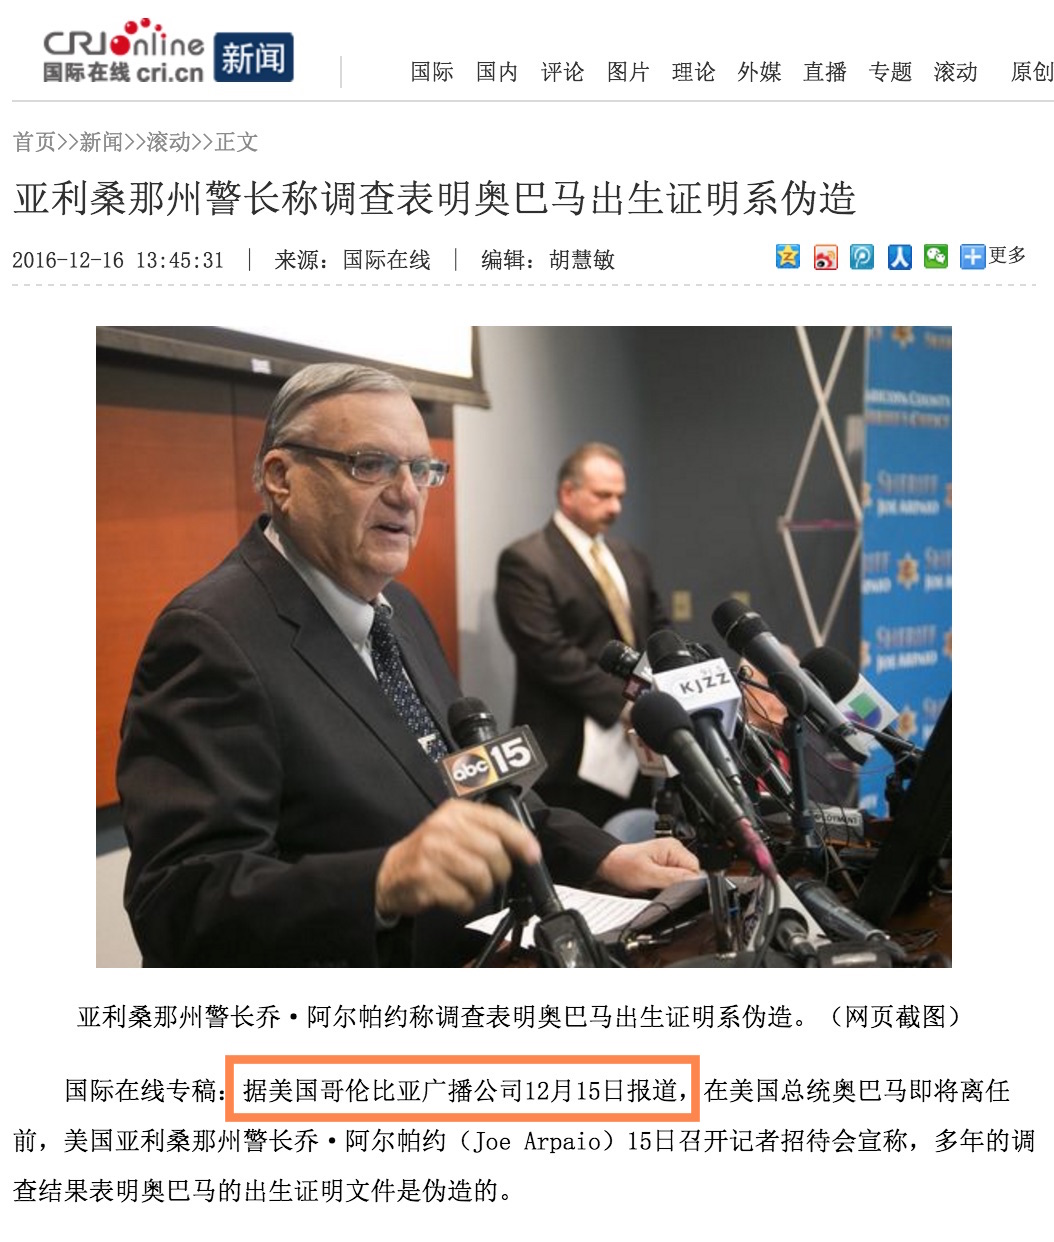 CRIonline
国际在线 cri.cn 新闻
国际 国内 评论 图片 理论 外媒 直播 专题 滚动 原创
首页>>新闻>>滚动>>正文
亚利桑那州警长称调查表明奥巴马出生证明系伪造
2016-12-16 13:45:31 | 来源：国际在线 | 编辑：胡慧敏
更多
SHERIFF
JOE ARPAIO
SHERIFF
JOE ARPAIO
91.5
KJZZ
abc 15
亚利桑那州警长乔·阿尔帕约称调查表明奥巴马出生证明系伪造。（网页截图）
国际在线专稿：据美国哥伦比亚广播公司12月15日报道，在美国总统奥巴马即将离任
前，美国亚利桑那州警长乔·阿尔帕约（Joe Arpaio）15日召开记者招待会宣称，多年的调
查结果表明奥巴马的出生证明文件是伪造的。